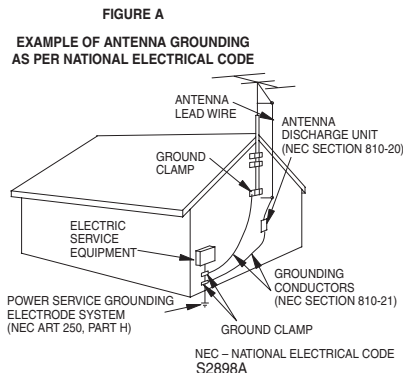 FIGURE A
EXAMPLE OF ANTENNA GROUNDING
AS PER NATIONAL ELECTRICAL CODE
ANTENNA
LEAD WIRE
ANTENNA
DISCHARGE UNIT
(NEC SECTION 810-20)
GROUND
CLAMP
ELECTRIC
SERVICE
EQUIPMENT
GROUNDING
CONDUCTORS
(NEC SECTION 810-21)
POWER SERVICE GROUNDING
ELECTRODE SYSTEM
(NEC ART 250, PART H)
GROUND CLAMP
NEC – NATIONAL ELECTRICAL CODE
S2898A